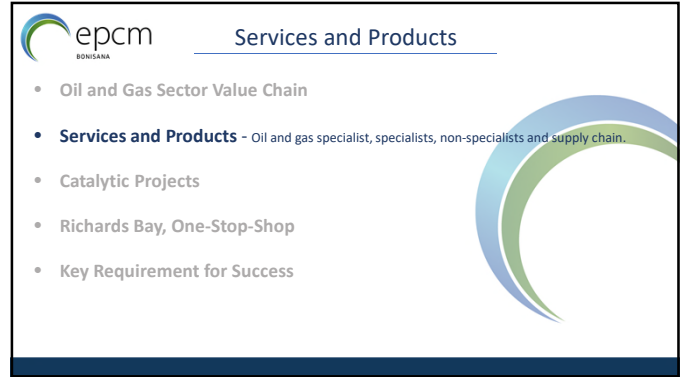 epcm
BONISANA
Services and Products
• Oil and Gas Sector Value Chain
• Services and Products - Oil and gas specialist, specialists, non-specialists and supply chain.
• Catalytic Projects
• Richards Bay, One-Stop-Shop
• Key Requirement for Success